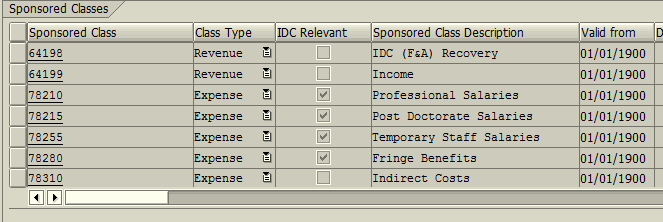 Sponsored Classes
Sponsored Class Class Type IDC Relevant Sponsored Class Description Valid from D
64198 Revenue IDC (F&A) Recovery 01/01/1900
64199 Revenue Income 01/01/1900
78210 Expense Professional Salaries 01/01/1900
78215 Expense Post Doctorate Salaries 01/01/1900
78255 Expense Temporary Staff Salaries 01/01/1900
78280 Expense Fringe Benefits 01/01/1900
78310 Expense Indirect Costs 01/01/1900